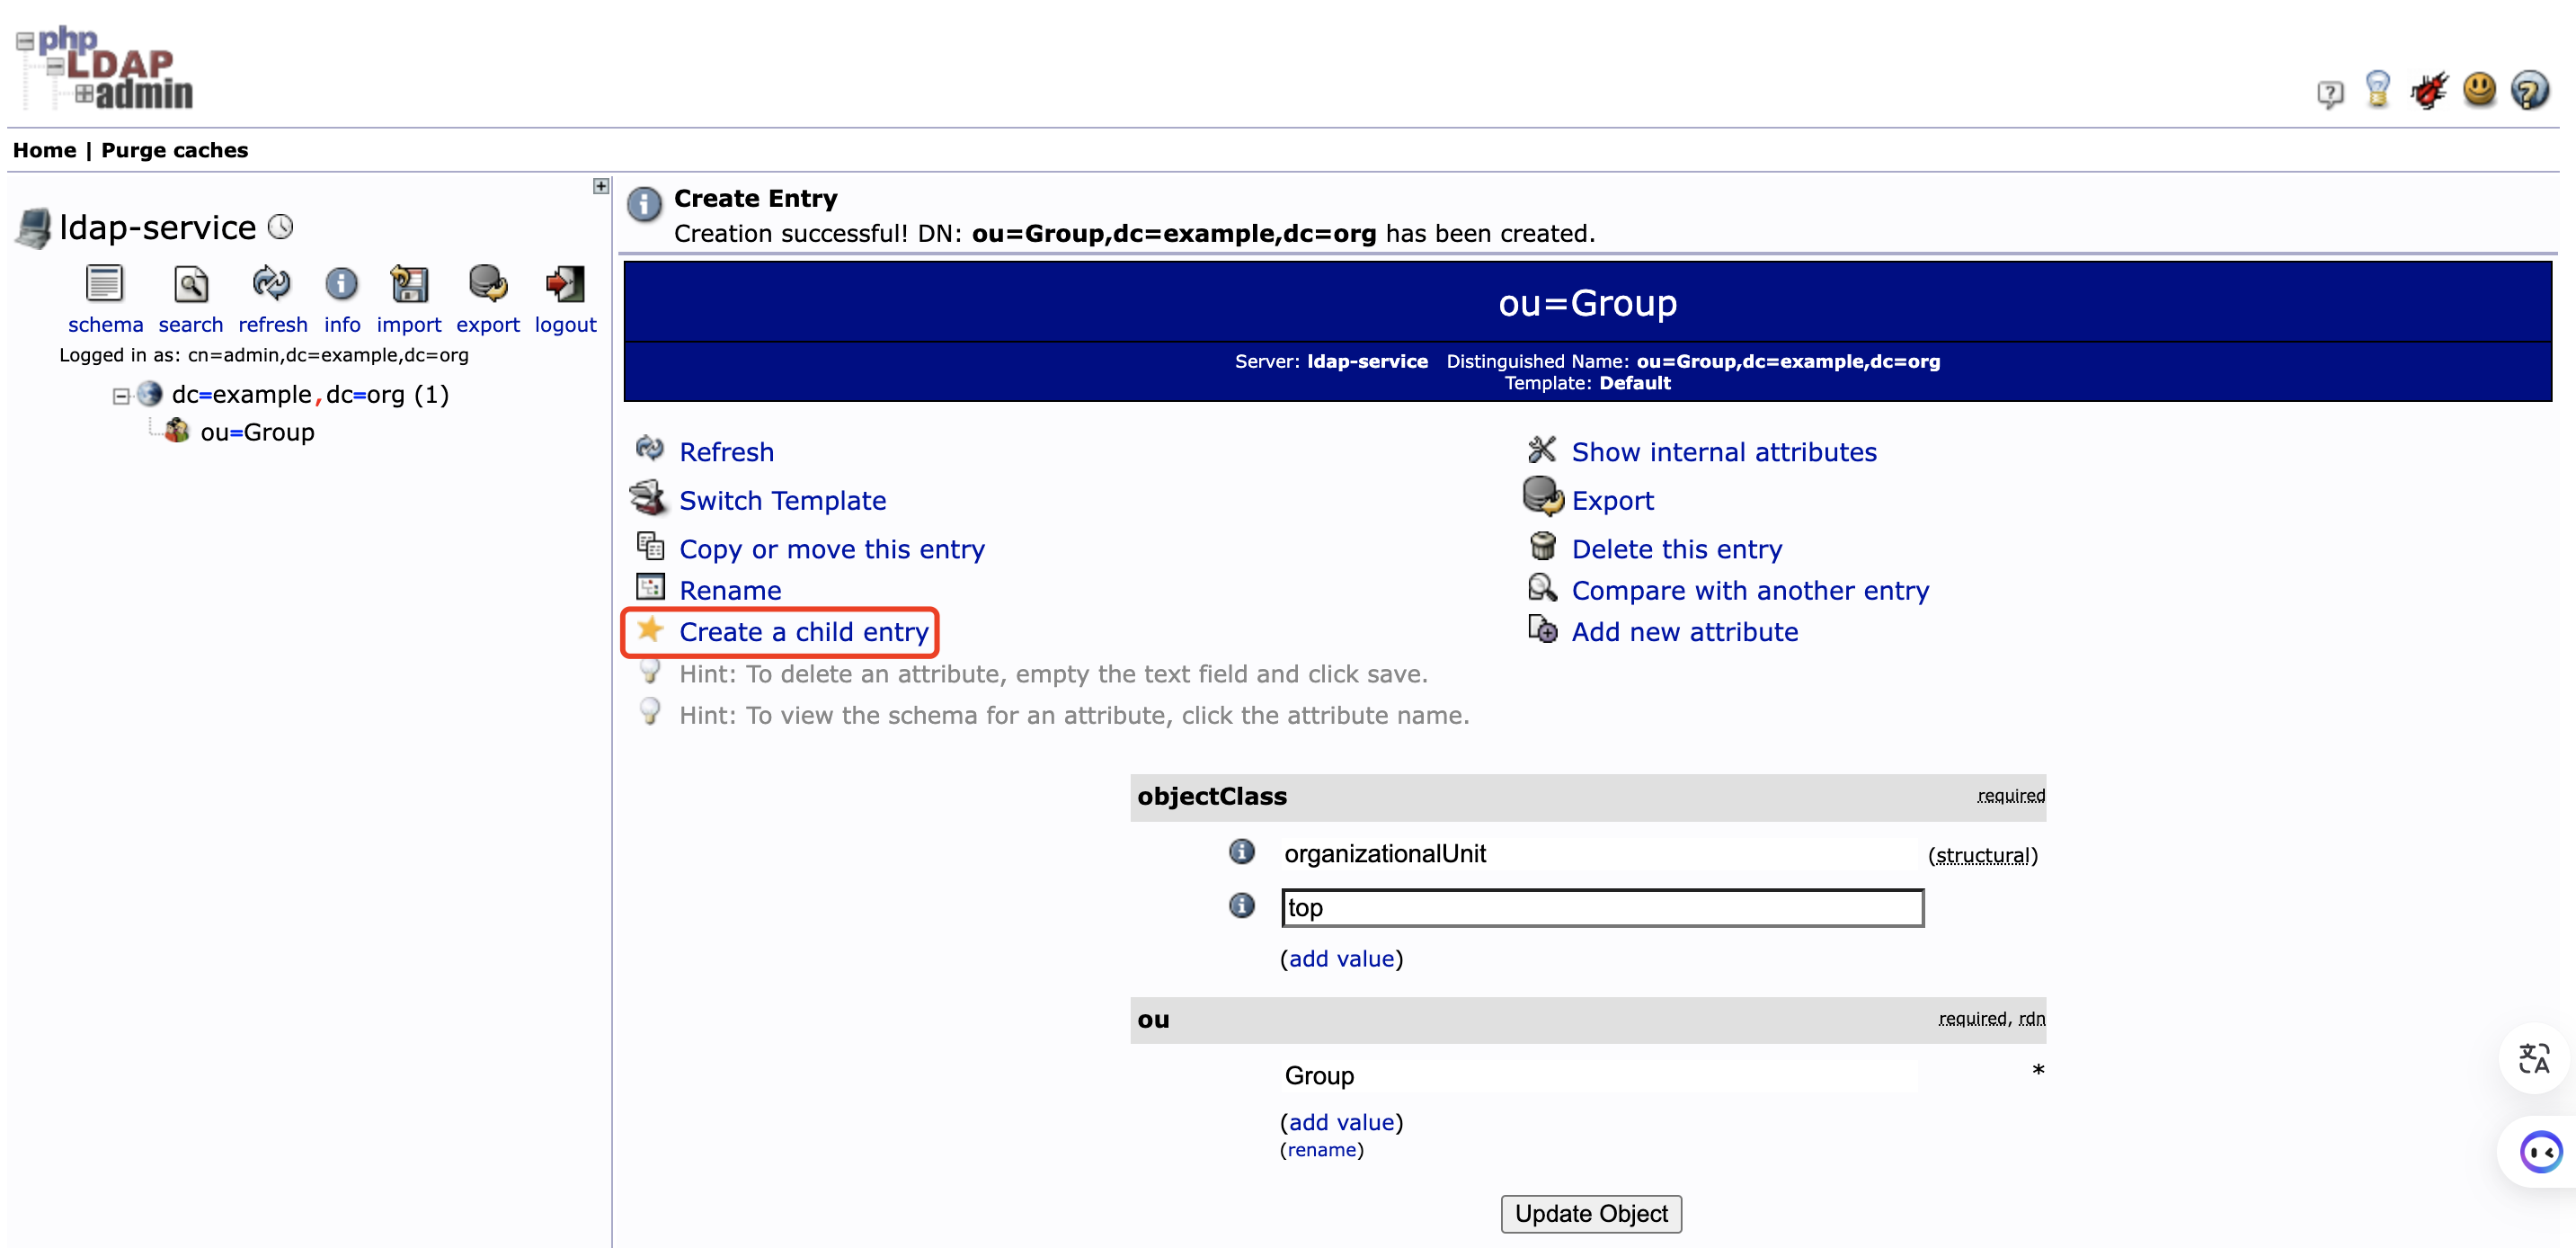 php
LDAP
admin
Home | Purge caches
ldap-service
schema search refresh info import export logout
Logged in as: cn=admin,dc=example,dc=org
dc=example,dc=org (1)
ou=Group
Create Entry
Creation successful! DN: ou=Group,dc=example,dc=org has been created.
ou=Group
Server: ldap-service Distinguished Name: ou=Group,dc=example,dc=org
Template: Default
Refresh
Show internal attributes
Switch Template
Export
Copy or move this entry
Delete this entry
Rename
Compare with another entry
Create a child entry
Add new attribute
Hint: To delete an attribute, empty the text field and click save.
Hint: To view the schema for an attribute, click the attribute name.
objectClass required
organizationalUnit (structural)
top
(add value)
ou required, rdn
Group *
(add value)
(rename)
Update Object